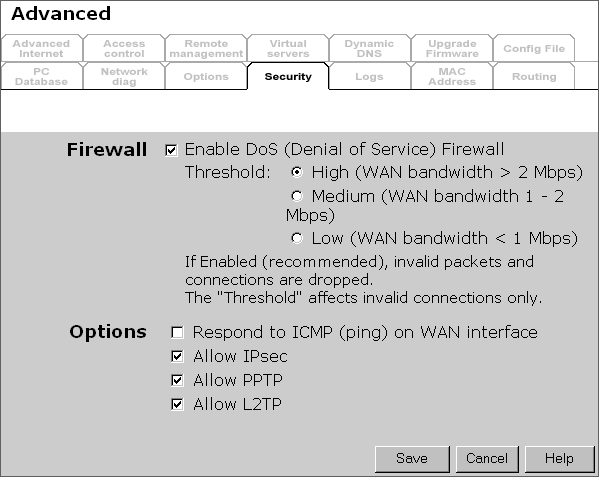 Advanced
Advanced Internet
Access control
Remote management
Virtual servers
Dynamic DNS
Upgrade Firmware
Config File
PC Database
Network diag
Options
Security
Logs
MAC Address
Routing
Firewall
Enable DoS (Denial of Service) Firewall
Threshold:
High (WAN bandwidth > 2 Mbps)
Medium (WAN bandwidth 1 - 2
Mbps)
Low (WAN bandwidth < 1 Mbps)
If Enabled (recommended), invalid packets and
connections are dropped.
The "Threshold" affects invalid connections only.
Options
Respond to ICMP (ping) on WAN interface
Allow IPsec
Allow PPTP
Allow L2TP
Save
Cancel
Help